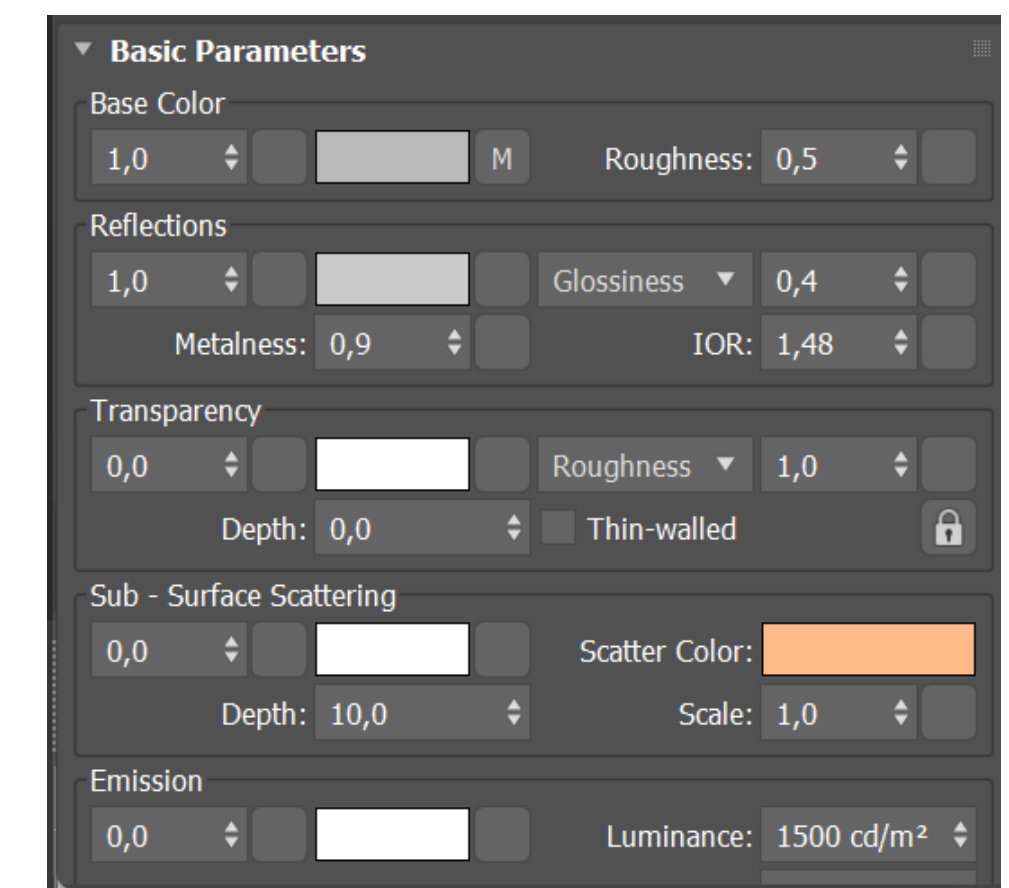 Basic Parameters
Base Color
1,0 M Roughness: 0,5
Reflections
1,0 Glossiness 0,4
Metalness: 0,9 IOR: 1,48
Transparency
0,0 Roughness 1,0
Depth: 0,0 Thin-walled
Sub - Surface Scattering
0,0 Scatter Color:
Depth: 10,0 Scale: 1,0
Emission
0,0 Luminance: 1500 cd/m²